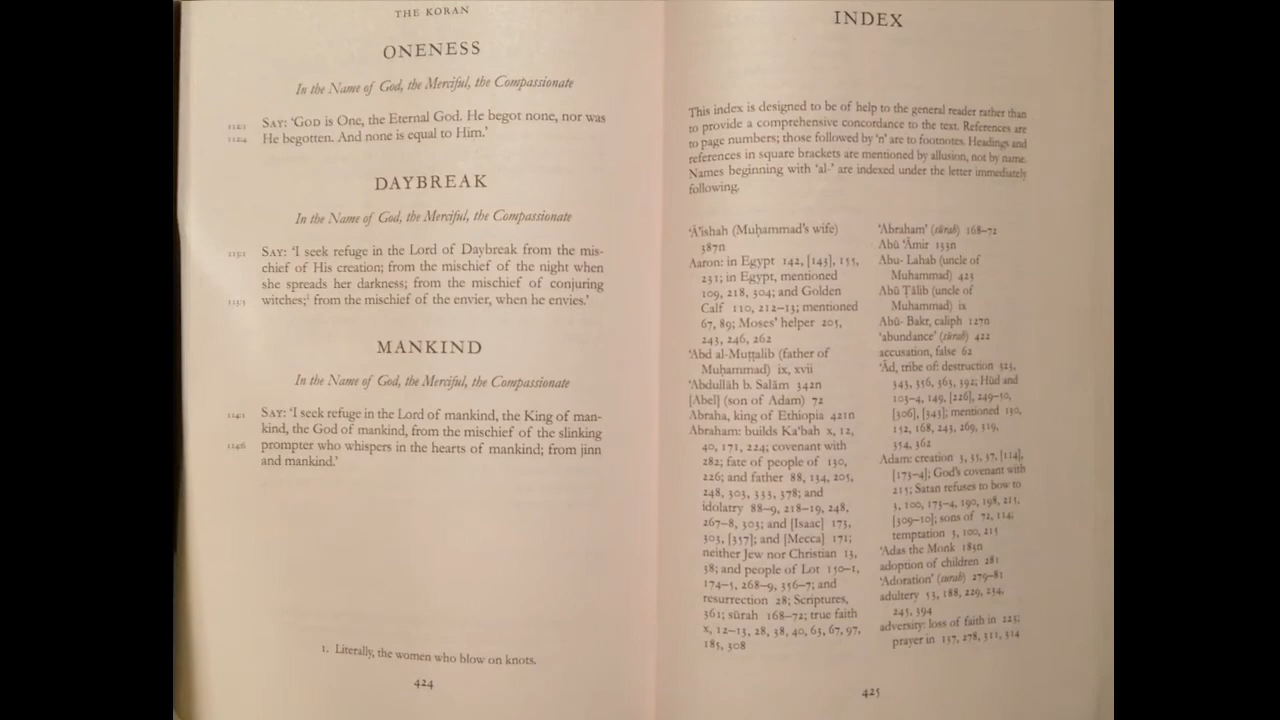 THE KORAN
ONENESS
In the Name of God, the Merciful, the Compassionate
112:1 SAY: 'GOD is One, the Eternal God. He begot none, nor was
112:4 He begotten. And none is equal to Him.'
DAYBREAK
In the Name of God, the Merciful, the Compassionate
113:1 SAY: 'I seek refuge in the Lord of Daybreak from the mis-
chief of His creation; from the mischief of the night when
she spreads her darkness; from the mischief of conjuring
113:5 witches;¹ from the mischief of the envier, when he envies.'
MANKIND
In the Name of God, the Merciful, the Compassionate
114:1 SAY: 'I seek refuge in the Lord of mankind, the King of man-
kind, the God of mankind, from the mischief of the slinking
114:6 prompter who whispers in the hearts of mankind; from jinn
and mankind.'
1. Literally, the women who blow on knots.
424
INDEX
This index is designed to be of help to the general reader rather than
to provide a comprehensive concordance to the text. References are
to page numbers; those followed by 'n' are to footnotes. Headings and
references in square brackets are mentioned by allusion, not by name.
Names beginning with 'al-' are indexed under the letter immediately
following.
'Ā'ishah (Muḥammad's wife)
387n
Aaron: in Egypt 142, [143], 155,
231; in Egypt, mentioned
109, 218, 304; and Golden
Calf 110, 212–13; mentioned
67, 89; Moses' helper 205,
243, 246, 262
'Abd al-Muṭṭalib (father of
Muḥammad) ix, xvii
'Abdullāh b. Salām 342n
[Abel] (son of Adam) 72
Abraha, king of Ethiopia 421n
Abraham: builds Ka'bah x, 12,
40, 171, 224; covenant with
282; fate of people of 130,
226; and father 88, 134, 205,
248, 303, 333, 378; and
idolatry 88–9, 218–19, 248,
267–8, 303; and [Isaac] 173,
303, [357]; and [Mecca] 171;
neither Jew nor Christian 13,
38; and people of Lot 150–1,
174–5, 268–9, 356–7; and
resurrection 28; Scriptures,
361; sūrah 168–72; true faith
x, 12–13, 28, 38, 40, 63, 67, 97,
185, 308
'Abraham' (sūrah) 168–72
Abū 'Āmir 153n
Abu- Lahab (uncle of
Muhammad) 423
Abū Tālib (uncle of
Muhammad) ix
Abū- Bakr, caliph 127n
'abundance' (sūrah) 422
accusation, false 62
'Ād, tribe of: destruction 323,
343, 356, 363, 392; Hūd and
103–4, 149, [226], 249–50,
[306], [343]; mentioned 130,
152, 168, 243, 269, 319,
354, 362
Adam: creation 3, 35, 37, [114],
[173–4]; God's covenant with
215; Satan refuses to bow to
3, 100, 173–4, 190, 198, 211,
[309–10]; sons of 72, 114;
temptation 3, 100, 215
'Adas the Monk 183n
adoption of children 281
'Adoration' (surah) 279–81
adultery 53, 188, 229, 234,
245, 394
adversity: loss of faith in 225;
prayer in 137, 278, 311, 314
425